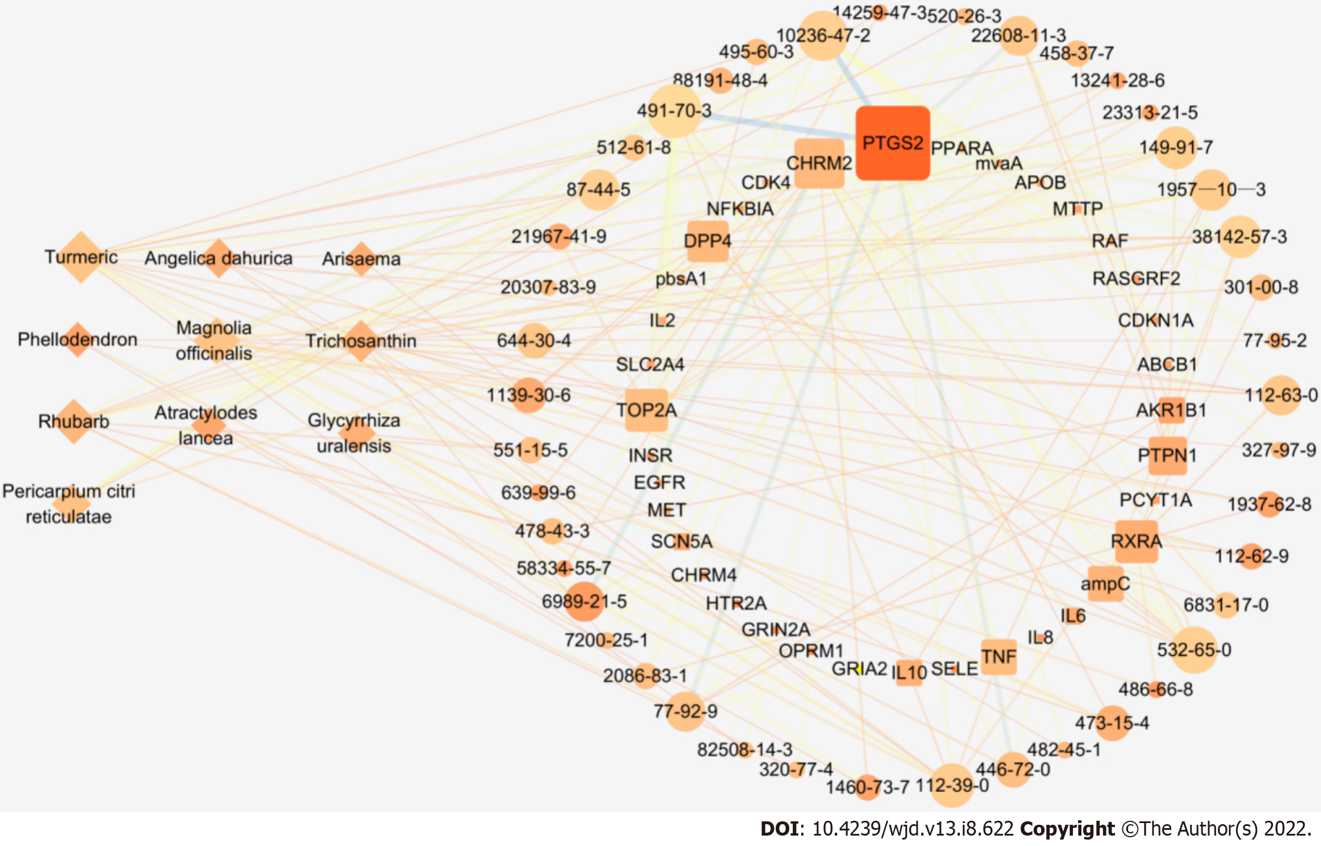 Turmeric
Angelica dahurica
Arisaema
Phellodendron
Magnolia
officinalis
Trichosanthin
Rhubarb
Atractylodes
lancea
Glycyrrhiza
uralensis
Pericarpium citri
reticulatae
14259-47-3
520-26-3
10236-47-2
22608-11-3
495-60-3
458-37-7
88191-48-4
13241-28-6
491-70-3
23313-21-5
512-61-8
149-91-7
87-44-5
1957—10—3
21967-41-9
38142-57-3
20307-83-9
301-00-8
644-30-4
77-95-2
1139-30-6
112-63-0
551-15-5
327-97-9
639-99-6
1937-62-8
478-43-3
112-62-9
58334-55-7
6989-21-5
6831-17-0
7200-25-1
532-65-0
2086-83-1
486-66-8
77-92-9
473-15-4
82508-14-3
482-45-1
320-77-4
446-72-0
1460-73-7
112-39-0
PTGS2
PPARA
CHRM2
mvaA
CDK4
APOB
NFKBIA
MTTP
DPP4
RAF
pbsA1
RASGRF2
IL2
CDKN1A
SLC2A4
ABCB1
TOP2A
AKR1B1
INSR
PTPN1
EGFR
MET
PCYT1A
SCN5A
RXRA
CHRM4
ampC
HTR2A
IL6
GRIN2A
IL8
OPRM1
TNF
GRIA2
IL10
SELE
DOI: 10.4239/wjd.v13.i8.622 Copyright ©The Author(s) 2022.